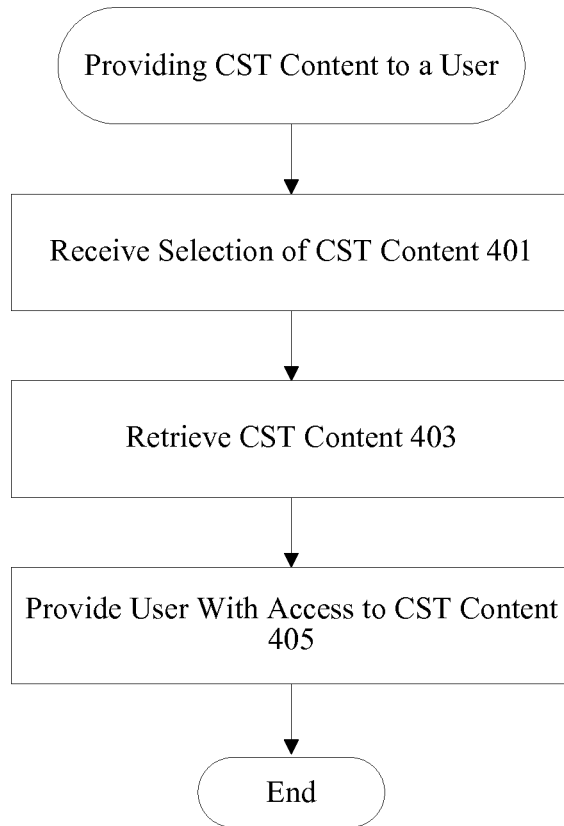 Providing CST Content to a User
Receive Selection of CST Content 401
Retrieve CST Content 403
Provide User With Access to CST Content
405
End